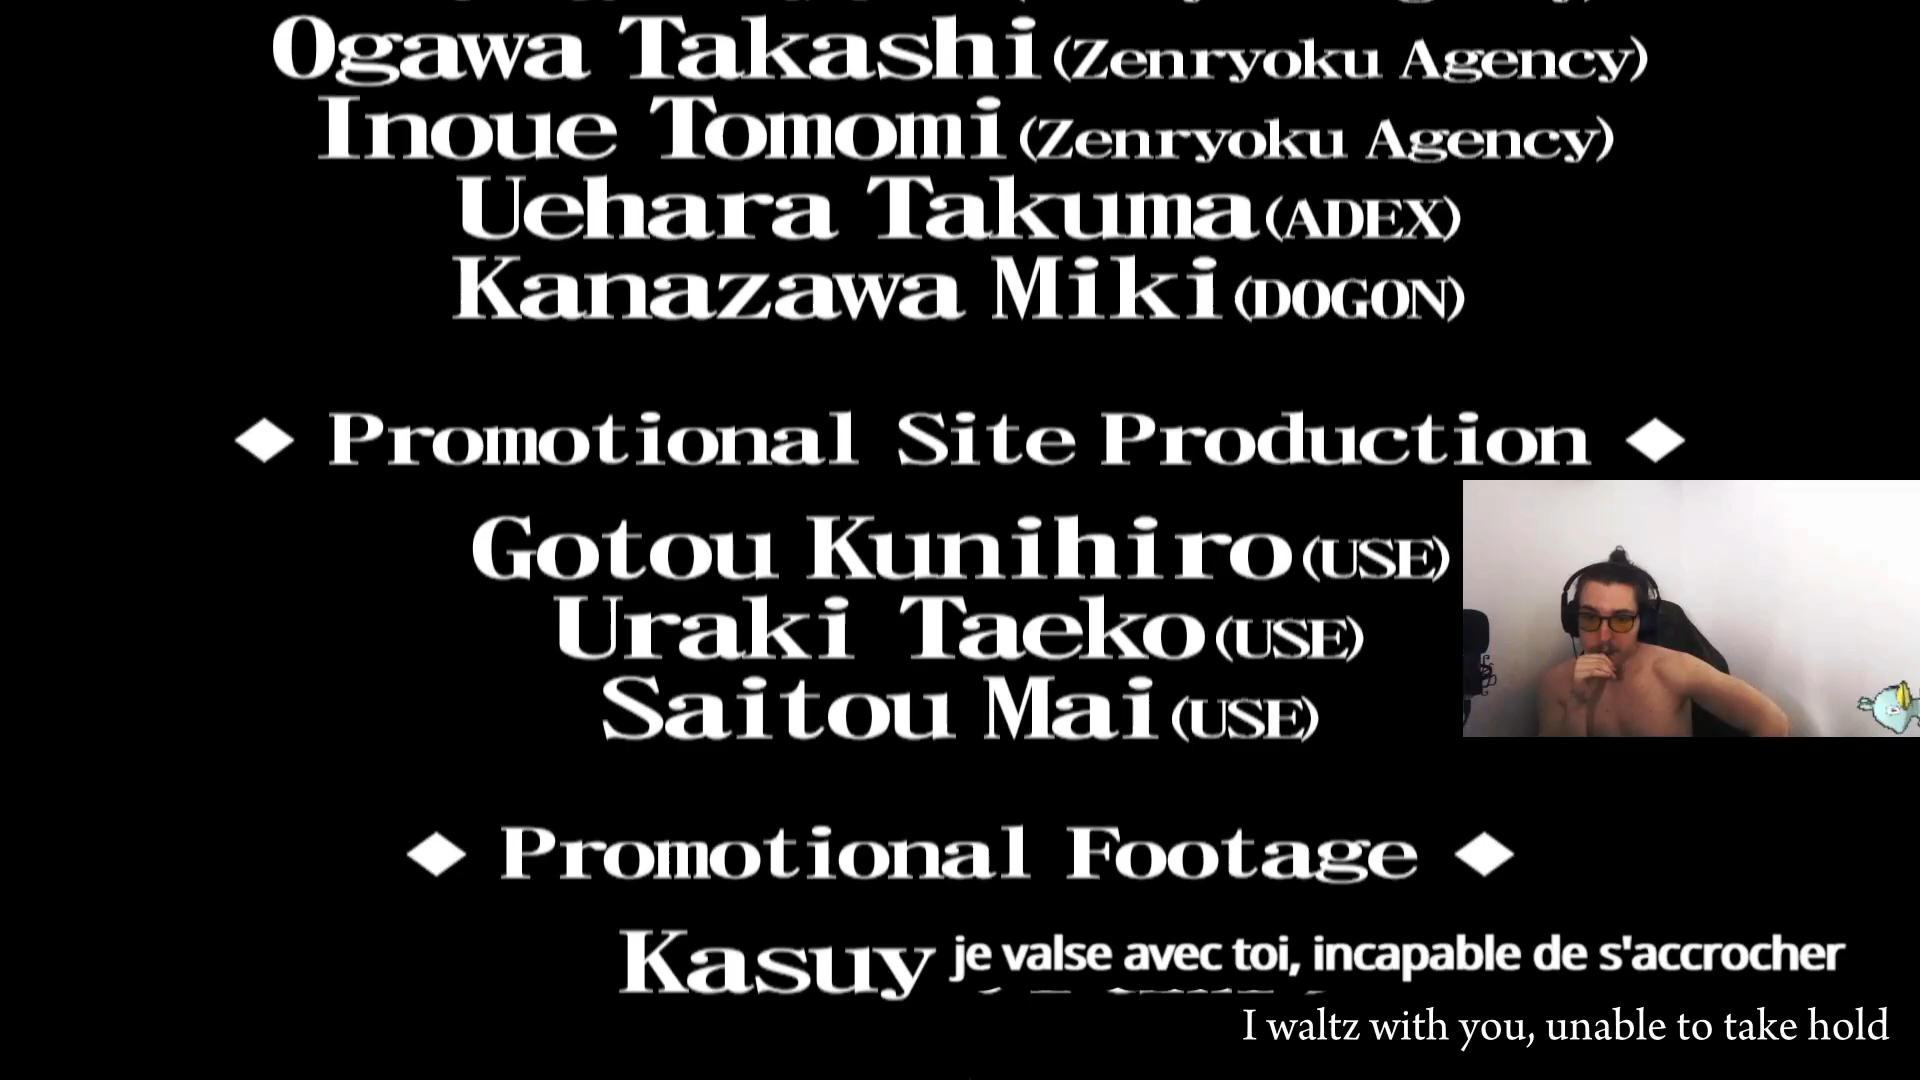 Ogawa Takashi (Zenryoku Agency)
Inoue Tomomi (Zenryoku Agency)
Uehara Takuma (ADEX)
Kanazawa Miki (DOGON)
◆ Promotional Site Production ◆
Gotou Kunihiro (USE)
Uraki Taeko (USE)
Saitou Mai (USE)
◆ Promotional Footage ◆
Kasuy
je valse avec toi, incapable de s'accrocher
I waltz with you, unable to take hold